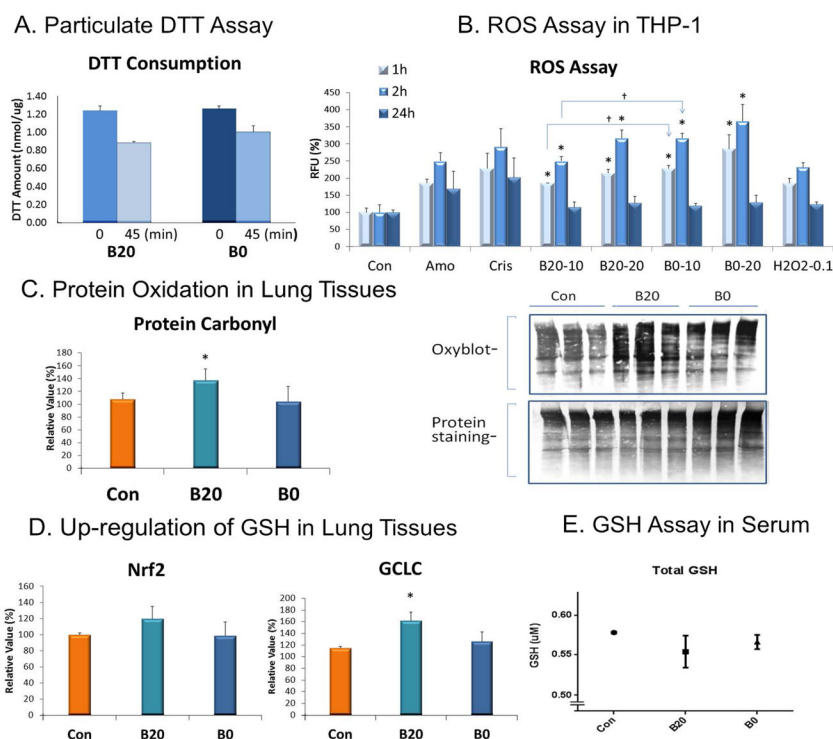 A. Particulate DTT Assay
DTT Consumption
DTT Amount (nmol/ug)
1.40
1.20
1.00
0.80
0.60
0.40
0.20
0.00
0 45 (min) 0 45 (min)
B20 B0
B. ROS Assay in THP-1
ROS Assay
1h
2h
24h
RFU (%)
450
400
350
300
250
200
150
100
50
0
* * * * * * * *
† †
Con Amo Cris B20-10 B20-20 B0-10 B0-20 H2O2-0.1
C. Protein Oxidation in Lung Tissues
Protein Carbonyl
Relative Value (%)
180
160
140
120
100
80
60
40
20
0
*
Con B20 B0
Con B20 B0
Oxyblot-
Protein
staining-
D. Up-regulation of GSH in Lung Tissues
Nrf2
Relative Value (%)
160
140
120
100
80
60
40
20
0
Con B20 B0
GCLC
Relative Value (%)
200
180
160
140
120
100
80
60
40
20
0
*
Con B20 B0
E. GSH Assay in Serum
Total GSH
GSH (uM)
0.60
0.55
0.50
Con B20 B0